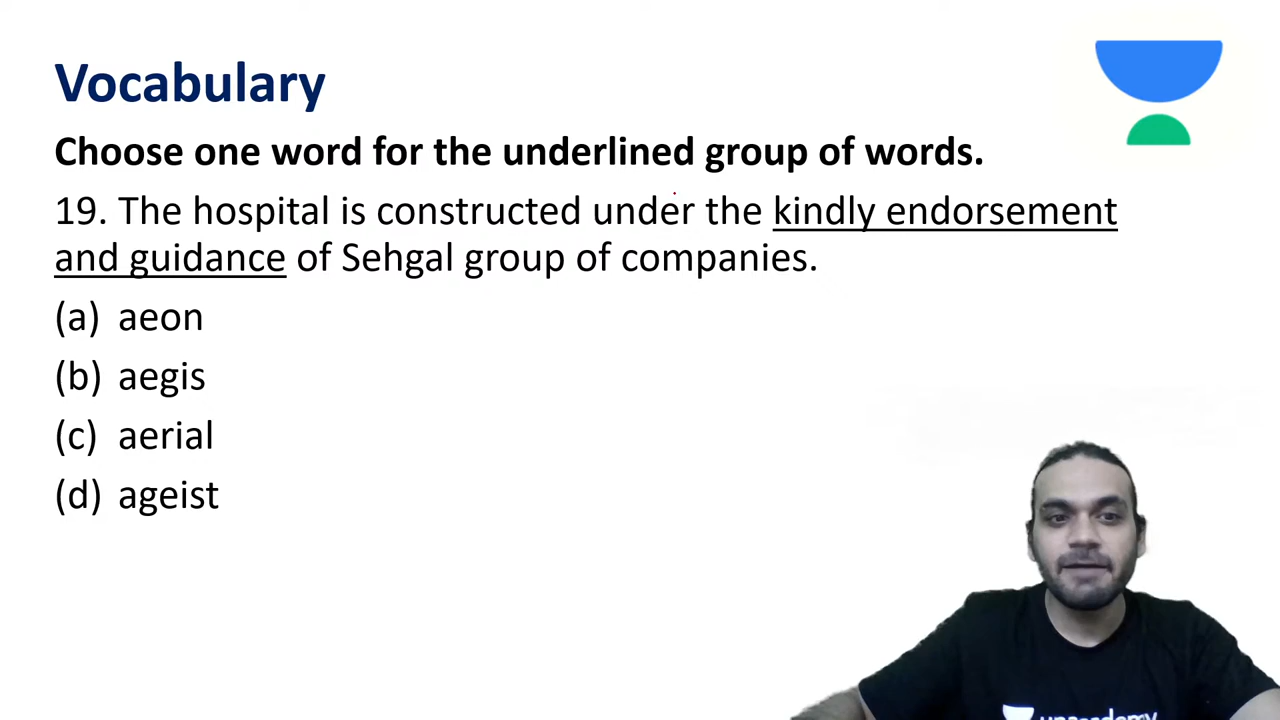 Vocabulary
Choose one word for the underlined group of words.
19. The hospital is constructed under the kindly endorsement
and guidance of Sehgal group of companies.
(a) aeon
(b) aegis
(c) aerial
(d) ageist
unacademy